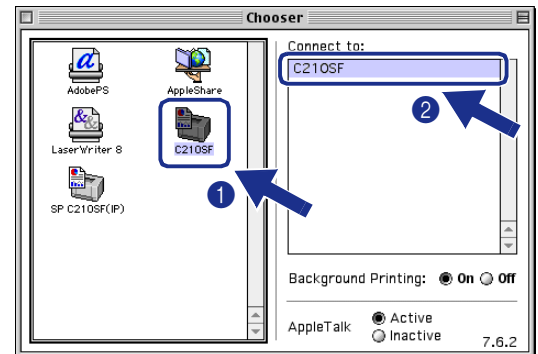 Chooser
AdobePS
AppleShare
LaserWriter 8
C210SF
SP C210SF(IP)
1
Connect to:
C210SF
2
Background Printing: On Off
AppleTalk
Active
Inactive
7.6.2